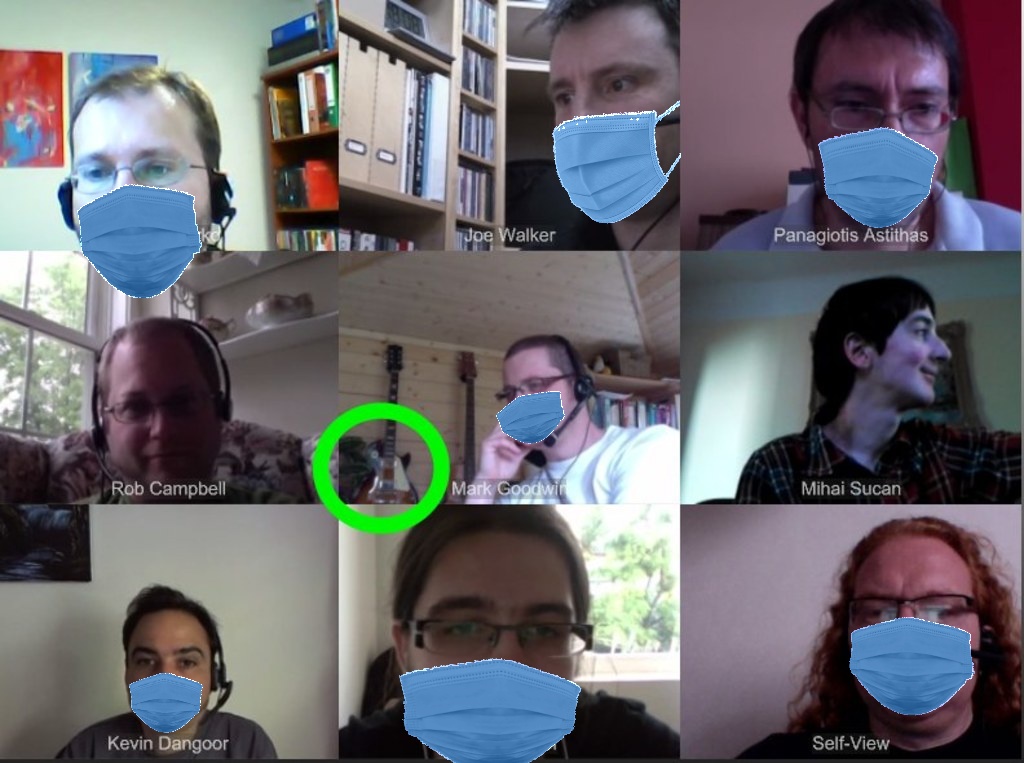 Joe Walker
Panagiotis Astithas
Rob Campbell
Mark Goodwin
Mihai Sucan
Kevin Dangoor
Self-View